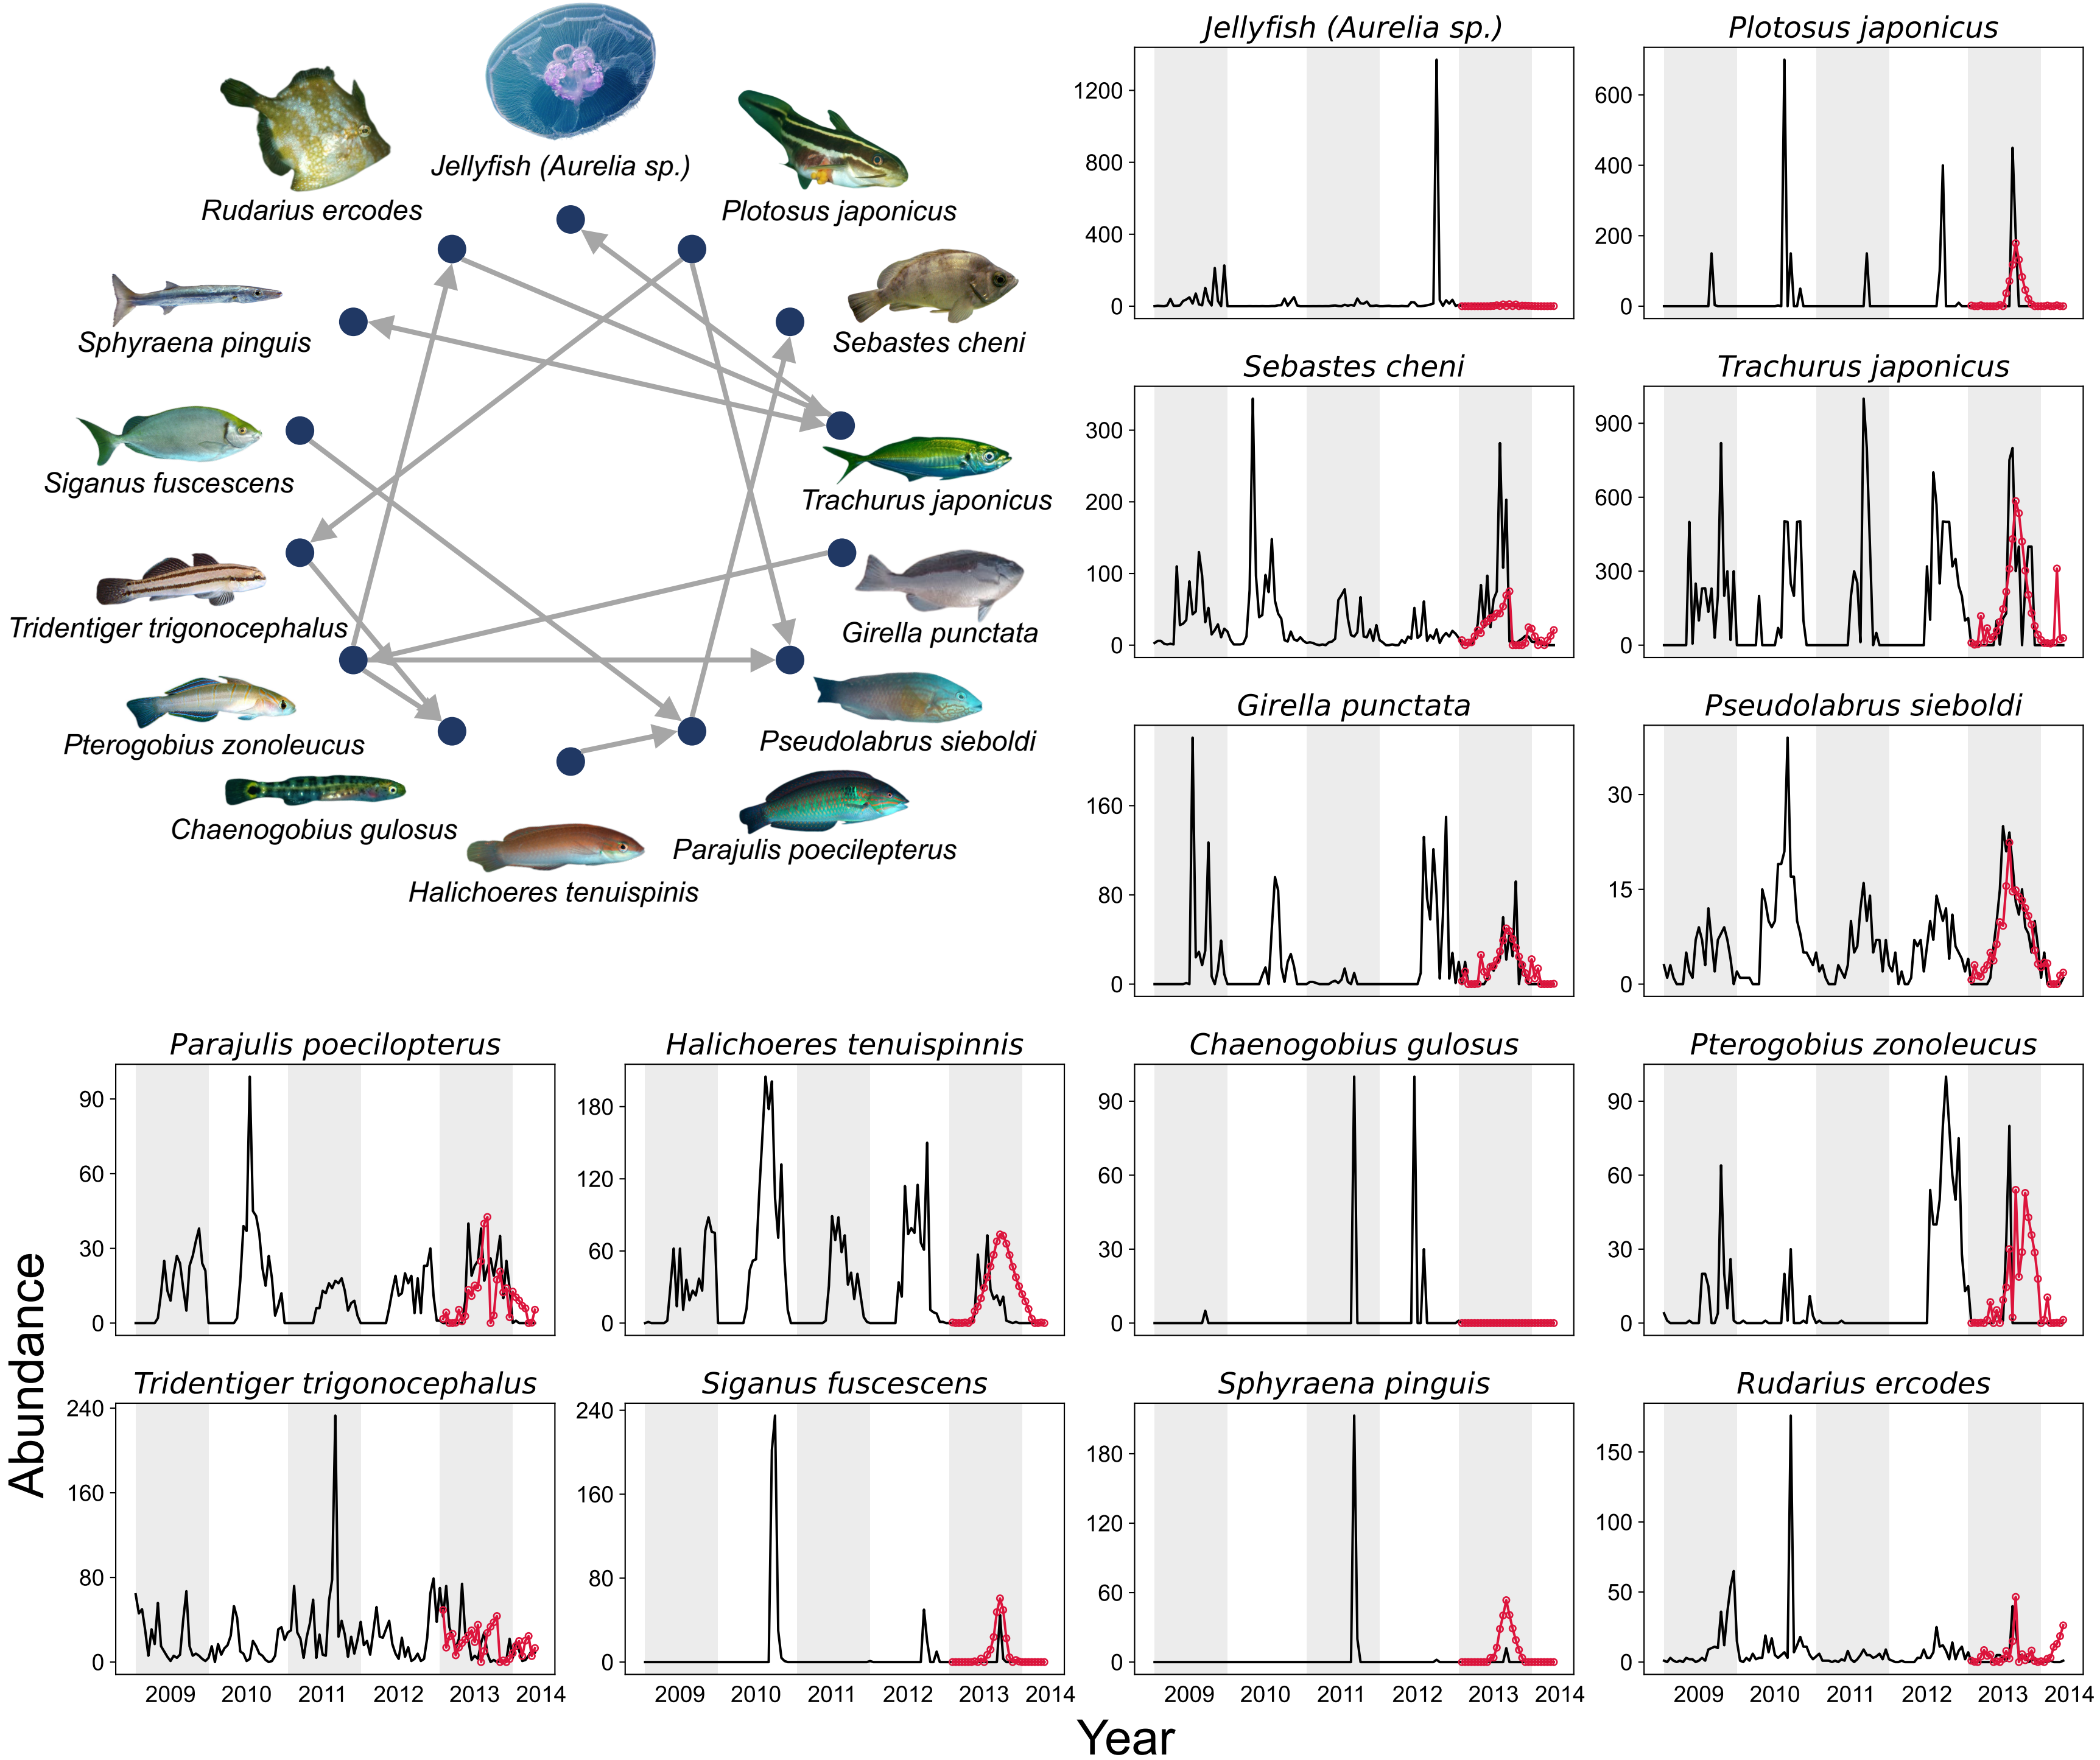 Jellyfish (Aurelia sp.)
Rudarius ercodes
Plotosus japonicus
Sphyraena pinguis
Sebastes cheni
Siganus fuscescens
Trachurus japonicus
Tridentiger trigonocephalus
Girella punctata
Pterogobius zonoleucus
Pseudolabrus sieboldi
Chaenogobius gulosus
Parajulis poecilepterus
Halichoeres tenuispinis
Jellyfish (Aurelia sp.)
1200
800
400
0
Plotosus japonicus
600
400
200
0
Sebastes cheni
300
200
100
0
Trachurus japonicus
900
600
300
0
Girella punctata
160
80
0
Pseudolabrus sieboldi
30
15
0
Parajulis poecilopterus
90
60
30
0
Halichoeres tenuispinnis
180
120
60
0
Chaenogobius gulosus
90
60
30
0
Pterogobius zonoleucus
90
60
30
0
Tridentiger trigonocephalus
240
160
80
0
2009 2010 2011 2012 2013 2014
Siganus fuscescens
240
160
80
0
2009 2010 2011 2012 2013 2014
Sphyraena pinguis
180
120
60
0
2009 2010 2011 2012 2013 2014
Rudarius ercodes
150
100
50
0
2009 2010 2011 2012 2013 2014
Abundance
Year